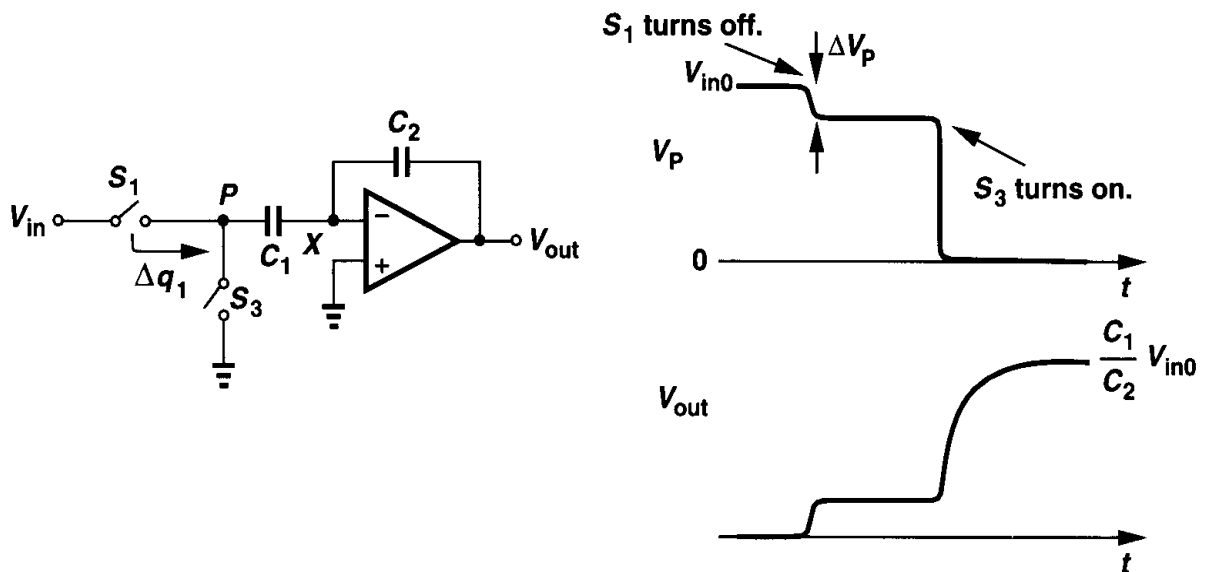 S1 turns off.
ΔVP
Vin0
VP
S3 turns on.
0
t
C2
S1
P
Vin
C1
X
−
+
Vout
Δq1
S3
C1
C2
Vin0
Vout
t